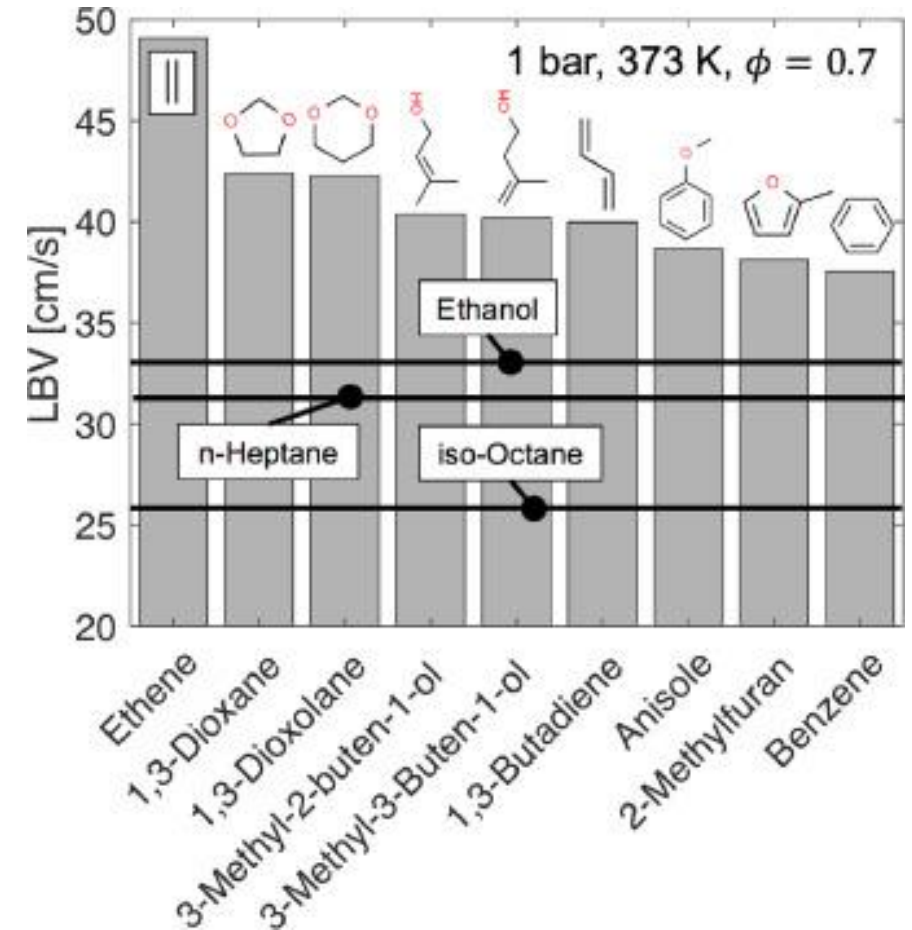 50
1 bar, 373 K, ϕ = 0.7
45
O O
O O
HO
HO
O
O
40
Ethanol
35
LBV [cm/s]
30
n-Heptane
iso-Octane
25
20
Ethene
1,3-Dioxane
1,3-Dioxolane
3-Methyl-2-buten-1-ol
3-Methyl-3-Buten-1-ol
1,3-Butadiene
Anisole
2-Methylfuran
Benzene